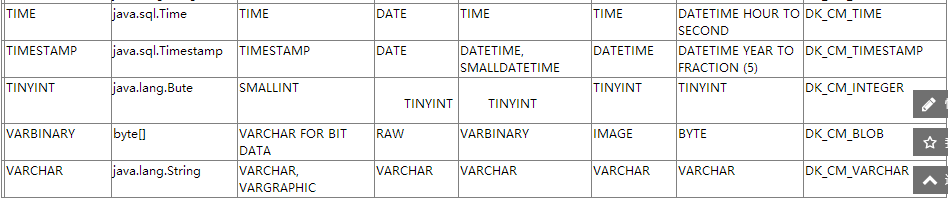 TIME java.sql.Time TIME DATE TIME TIME DATETIME HOUR TO DK_CM_TIME
SECOND
TIMESTAMP java.sql.Timestamp TIMESTAMP DATE DATETIME, DATETIME DATETIME YEAR TO DK_CM_TIMESTAMP
SMALLDATETIME FRACTION (5)
TINYINT java.lang.Bute SMALLINT TINYINT TINYINT DK_CM_INTEGER
TINYINT TINYINT
VARBINARY byte[] VARCHAR FOR BIT RAW VARBINARY IMAGE BYTE DK_CM_BLOB
DATA
VARCHAR java.lang.String VARCHAR, VARCHAR VARCHAR VARCHAR VARCHAR DK_CM_VARCHAR
VARGRAPHIC